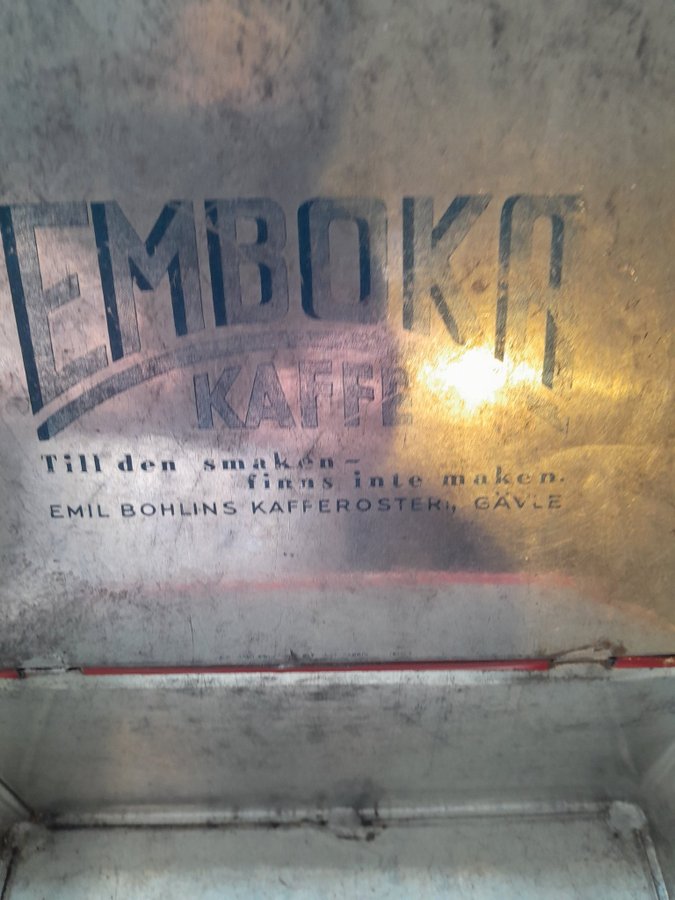 EMBOKA
KAFFE
Till den smaken –
finns inte maken.
EMIL BOHLINS KAFFEROSTERI, GÄVLE